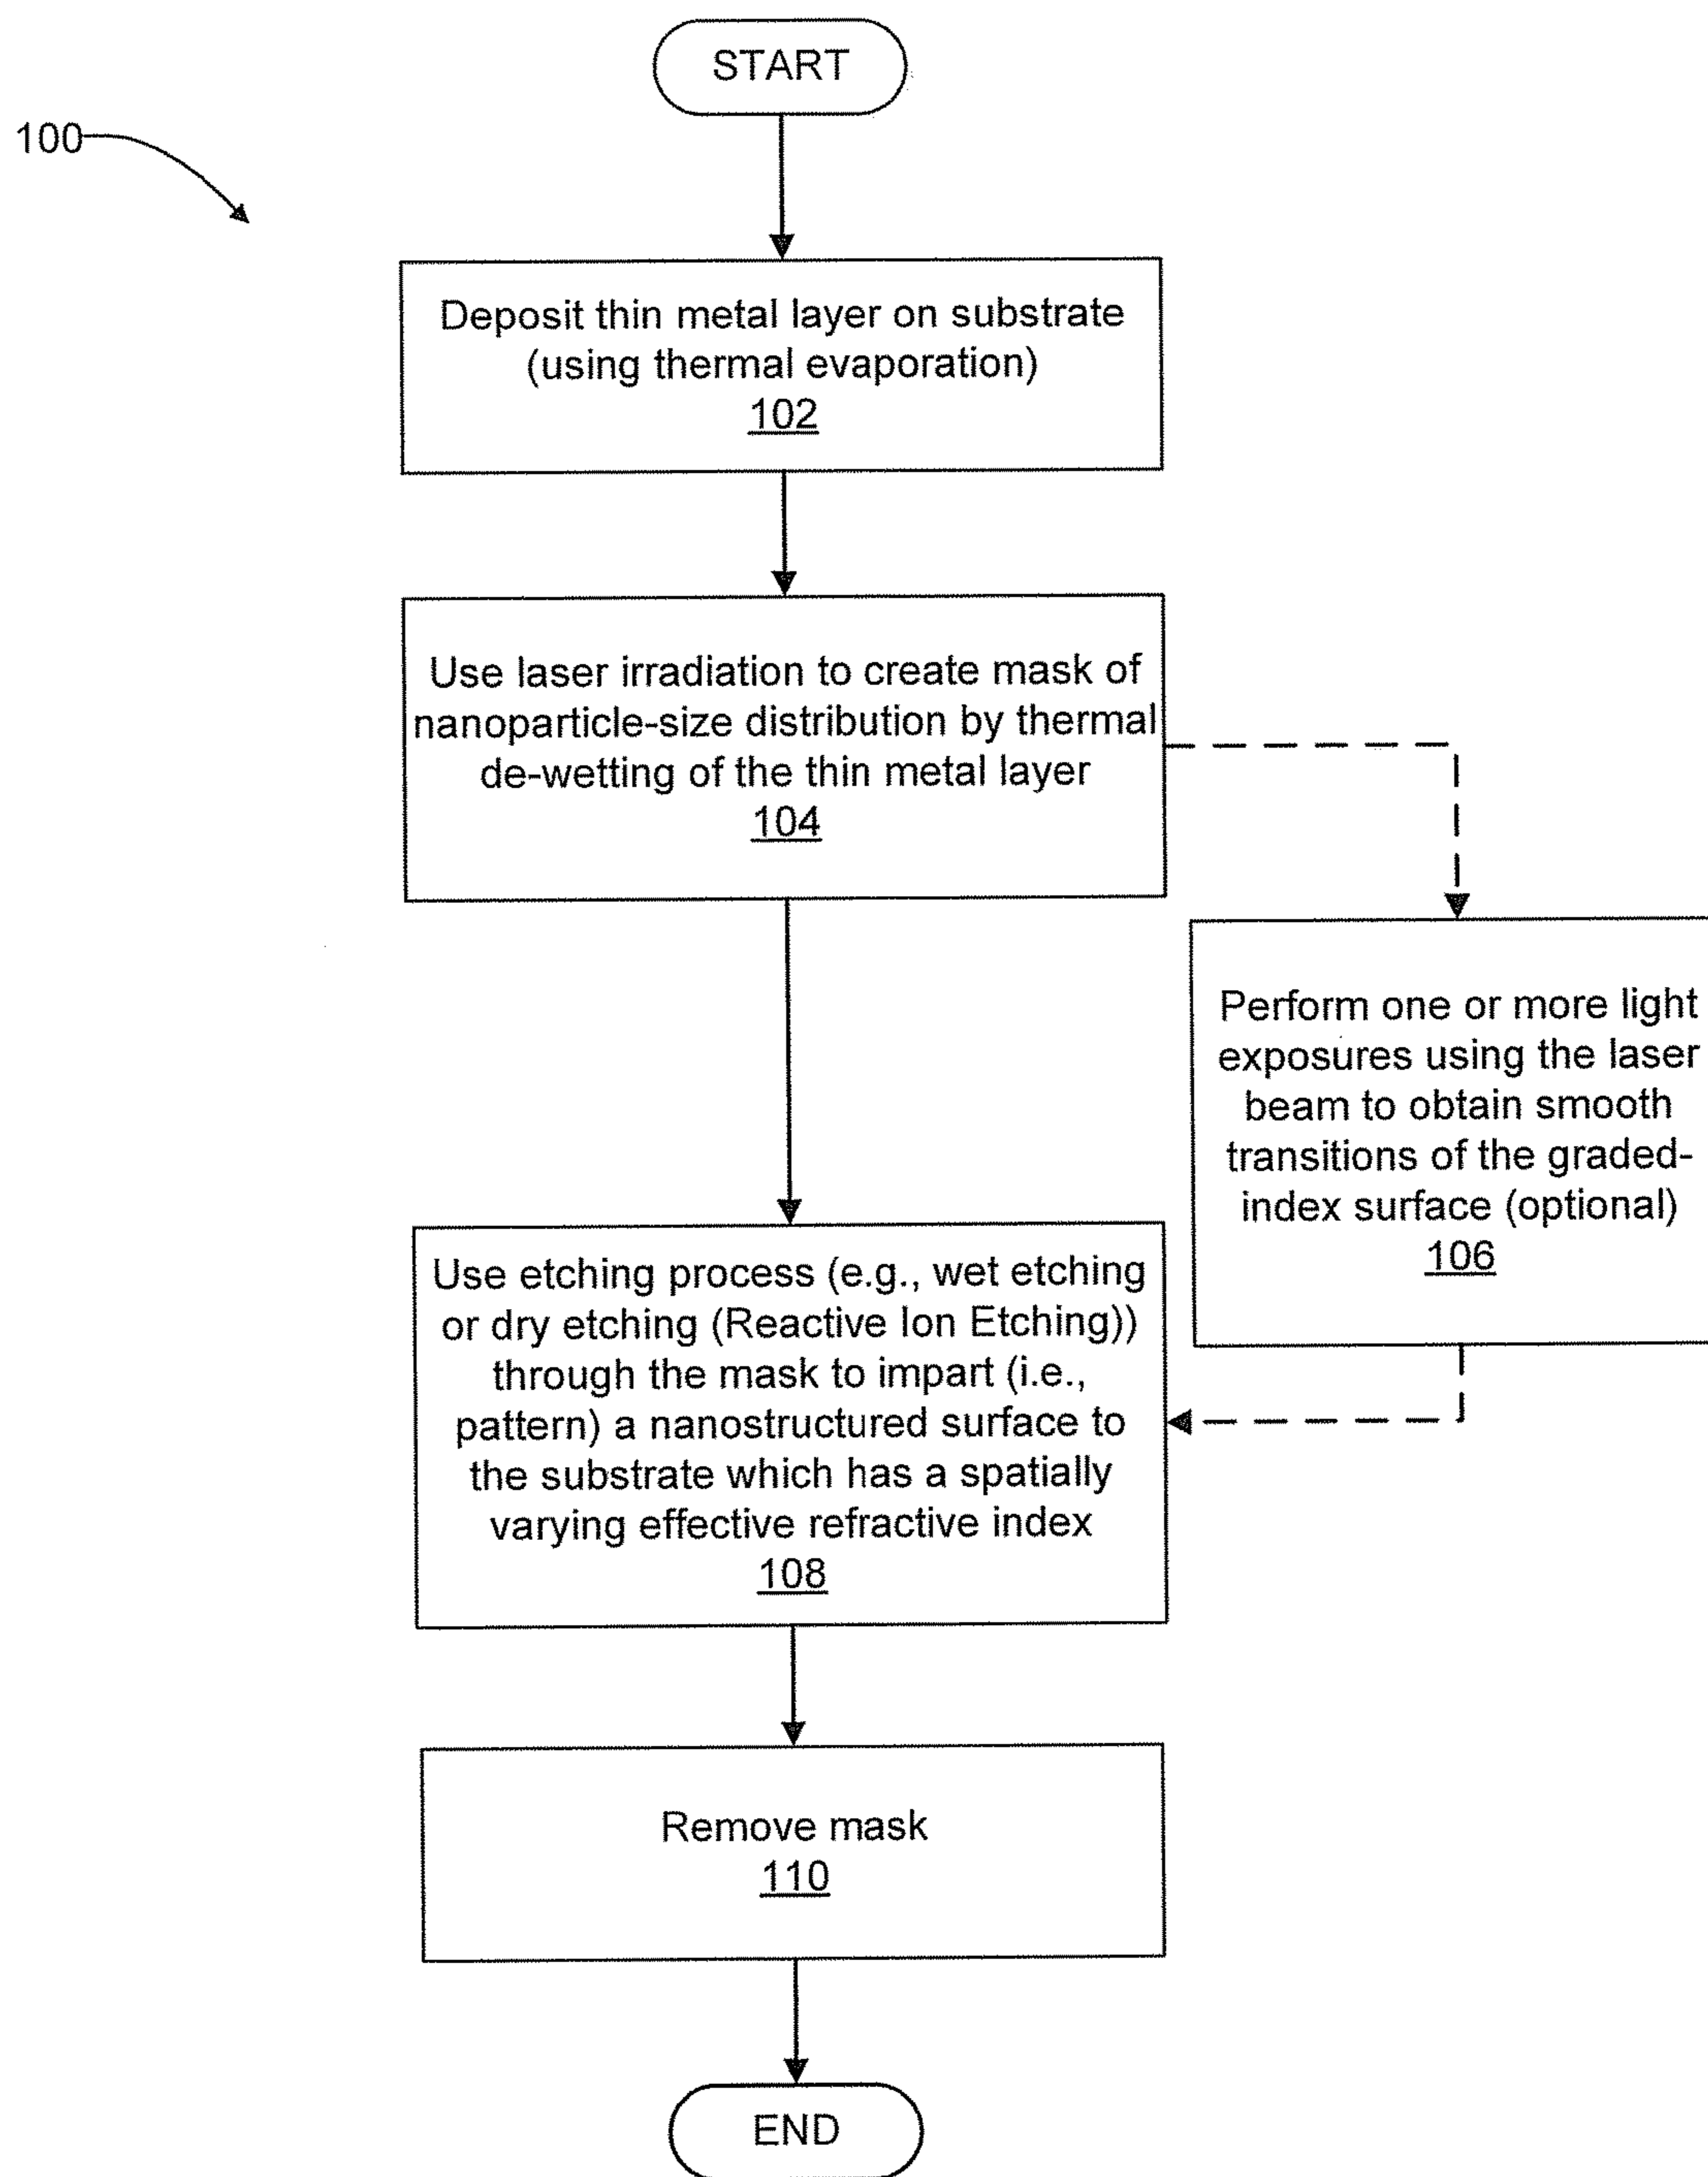 START
100
Deposit thin metal layer on substrate
(using thermal evaporation)
102
Use laser irradiation to create mask of
nanoparticle-size distribution by thermal
de-wetting of the thin metal layer
104
Perform one or more light
exposures using the laser
beam to obtain smooth
transitions of the graded-
index surface (optional)
106
Use etching process (e.g., wet etching
or dry etching (Reactive Ion Etching))
through the mask to impart (i.e.,
pattern) a nanostructured surface to
the substrate which has a spatially
varying effective refractive index
108
Remove mask
110
END